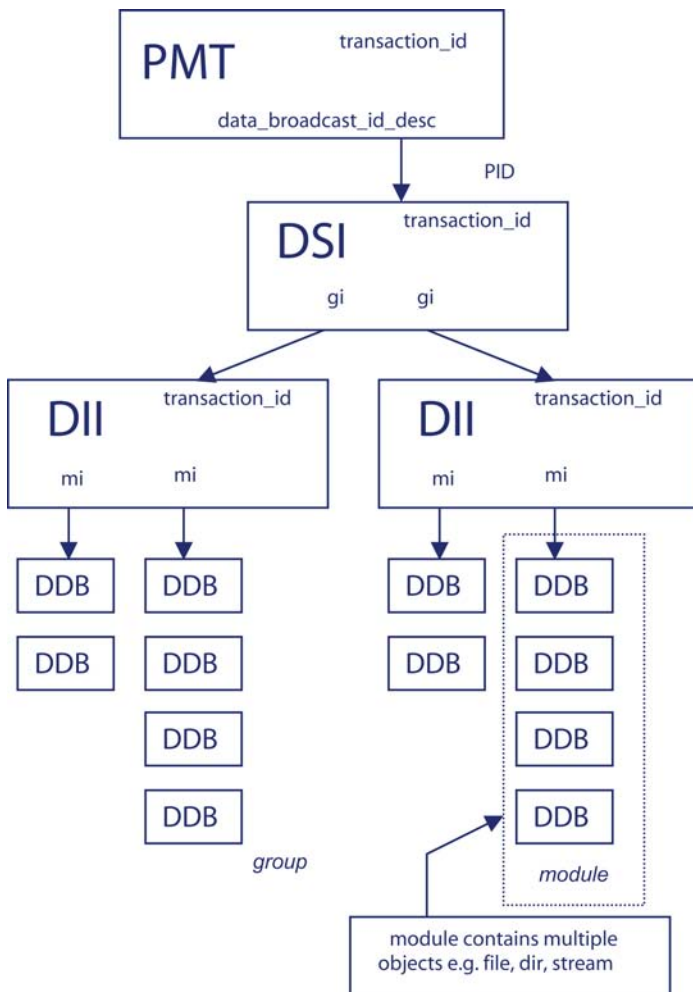 transaction_id
PMT
data_broadcast_id_desc
PID
transaction_id
DSI
gi gi
transaction_id
DII
mi mi
transaction_id
DII
mi mi
DDB DDB DDB DDB
DDB DDB DDB DDB
DDB DDB
DDB DDB
group
module
module contains multiple
objects e.g. file, dir, stream